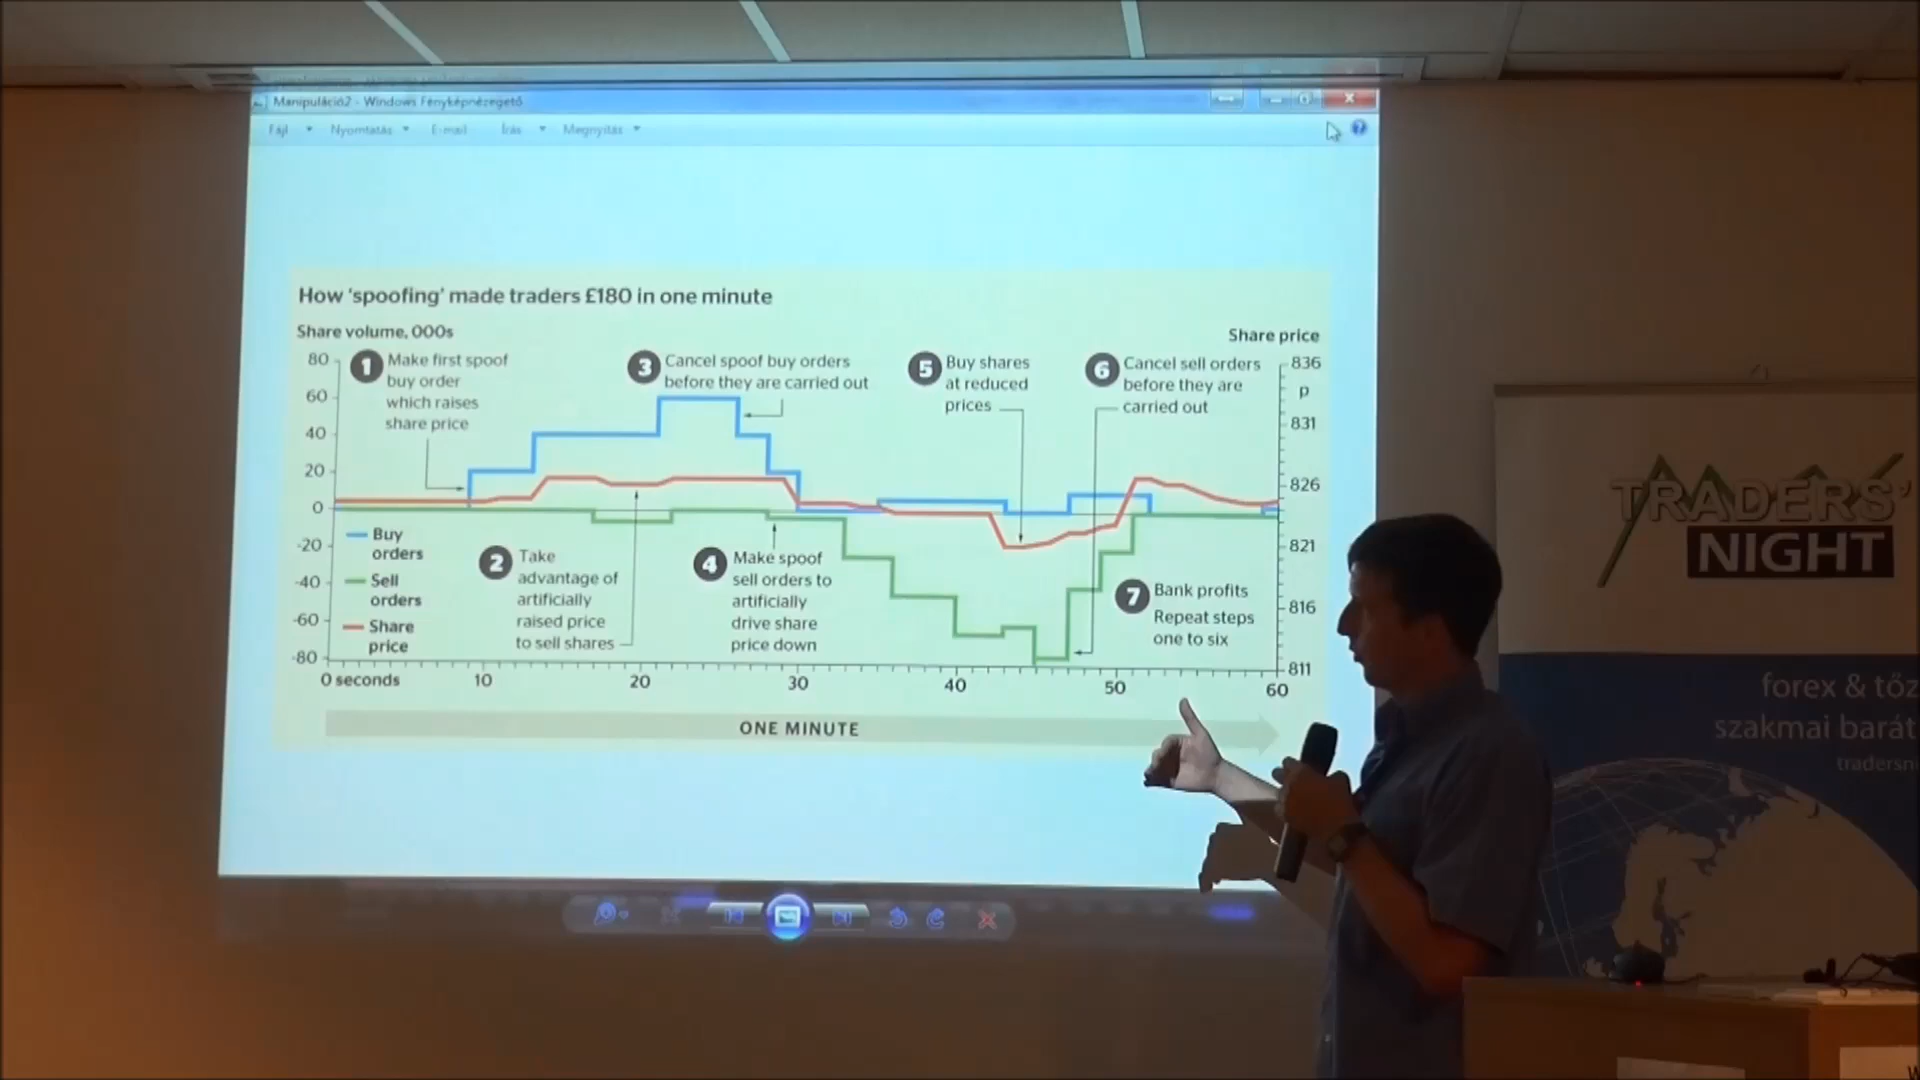 Manipuláció2 - Windows Fényképnézegető
Fájl Nyomtatás E-mail Írás Megnyitás
How 'spoofing' made traders £180 in one minute
Share volume, 000s
Share price
80
60
40
20
0
-20
-40
-60
-80
836
p
831
826
821
816
811
1 Make first spoof
buy order
which raises
share price
3 Cancel spoof buy orders
before they are carried out
5 Buy shares
at reduced
prices
6 Cancel sell orders
before they are
carried out
Buy
orders
Sell
orders
Share
price
2 Take
advantage of
artificially
raised price
to sell shares
4 Make spoof
sell orders to
artificially
drive share
price down
7 Bank profits
Repeat steps
one to six
0 seconds 10 20 30 40 50 60
ONE MINUTE
TRADERS'
NIGHT
forex & tőz
szakmai barát
tradersn